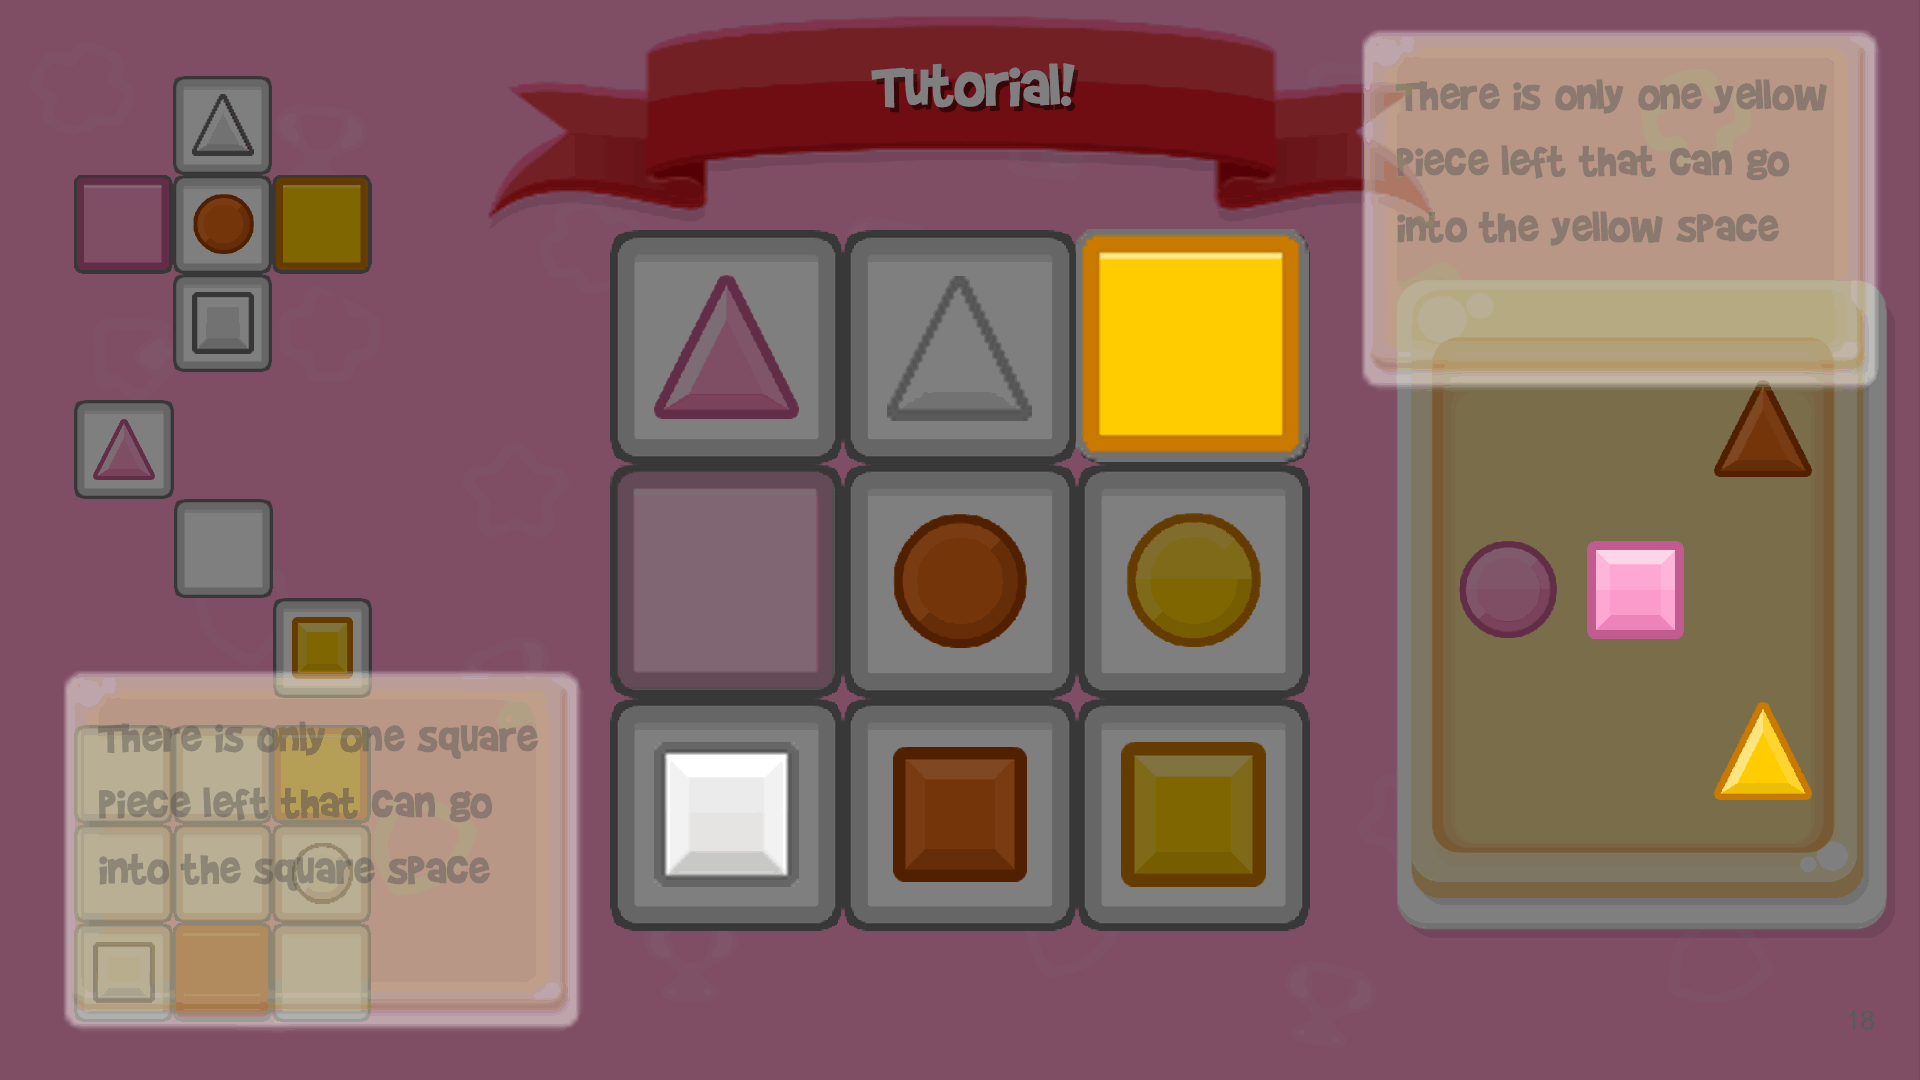 Tutorial!
There is only one yellow
Piece left that can go
into the yellow space
There is only one square
Piece left that can go
into the square space
18